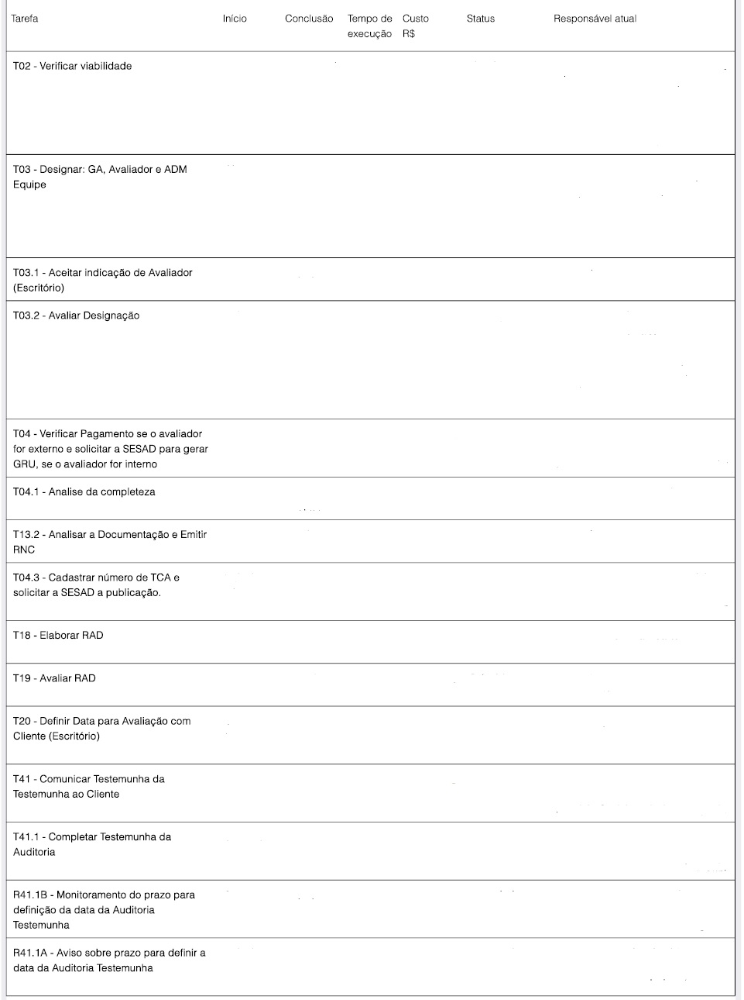 Tarefa Início Conclusão Tempo de execução Custo R$ Status Responsável atual
T02 - Verificar viabilidade
T03 - Designar: GA, Avaliador e ADM
Equipe
T03.1 - Aceitar indicação de Avaliador
(Escritório)
T03.2 - Avaliar Designação
T04 - Verificar Pagamento se o avaliador
for externo e solicitar a SESAD para gerar
GRU, se o avaliador for interno
T04.1 - Analise da completeza
T13.2 - Analisar a Documentação e Emitir
RNC
T04.3 - Cadastrar número de TCA e
solicitar a SESAD a publicação.
T18 - Elaborar RAD
T19 - Avaliar RAD
T20 - Definir Data para Avaliação com
Cliente (Escritório)
T41 - Comunicar Testemunha da
Testemunha ao Cliente
T41.1 - Completar Testemunha da
Auditoria
R41.1B - Monitoramento do prazo para
definição da data da Auditoria
Testemunha
R41.1A - Aviso sobre prazo para definir a
data da Auditoria Testemunha